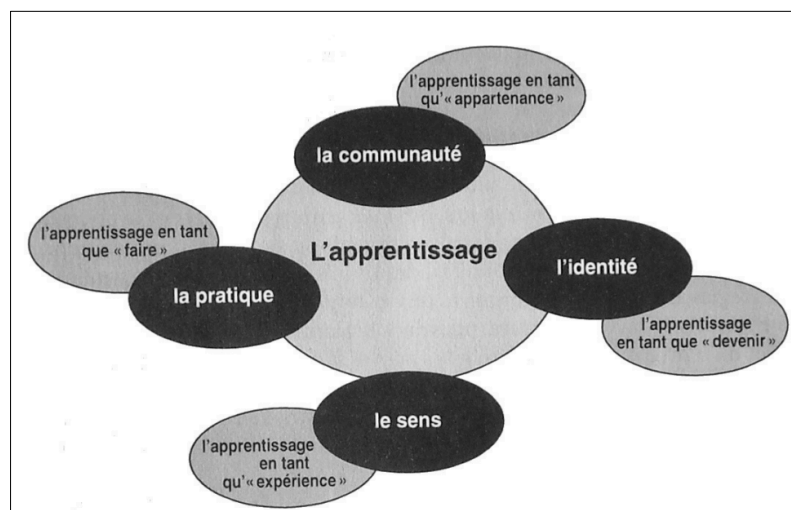 l'apprentissage en tant
qu'« appartenance »
la communauté
l'apprentissage en tant
que « faire »
L'apprentissage
l'identité
la pratique
l'apprentissage
en tant que « devenir »
le sens
l'apprentissage
en tant
qu'« expérience »